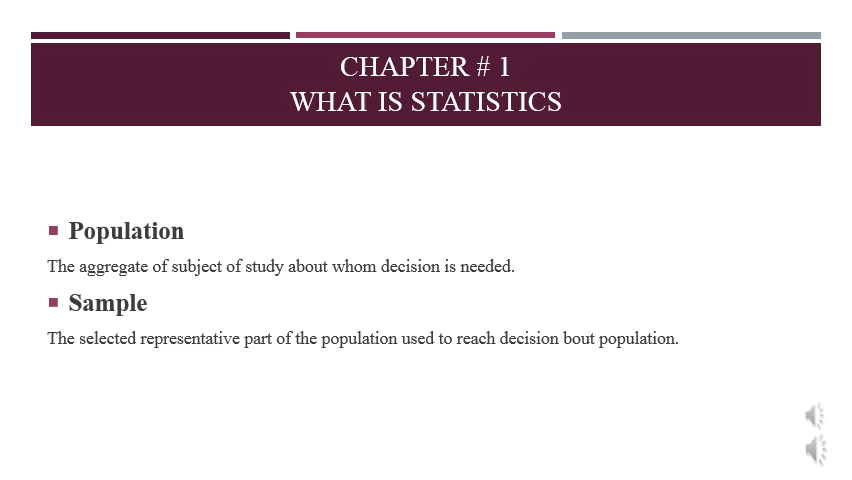 CHAPTER # 1
WHAT IS STATISTICS
Population
The aggregate of subject of study about whom decision is needed.
Sample
The selected representative part of the population used to reach decision bout population.